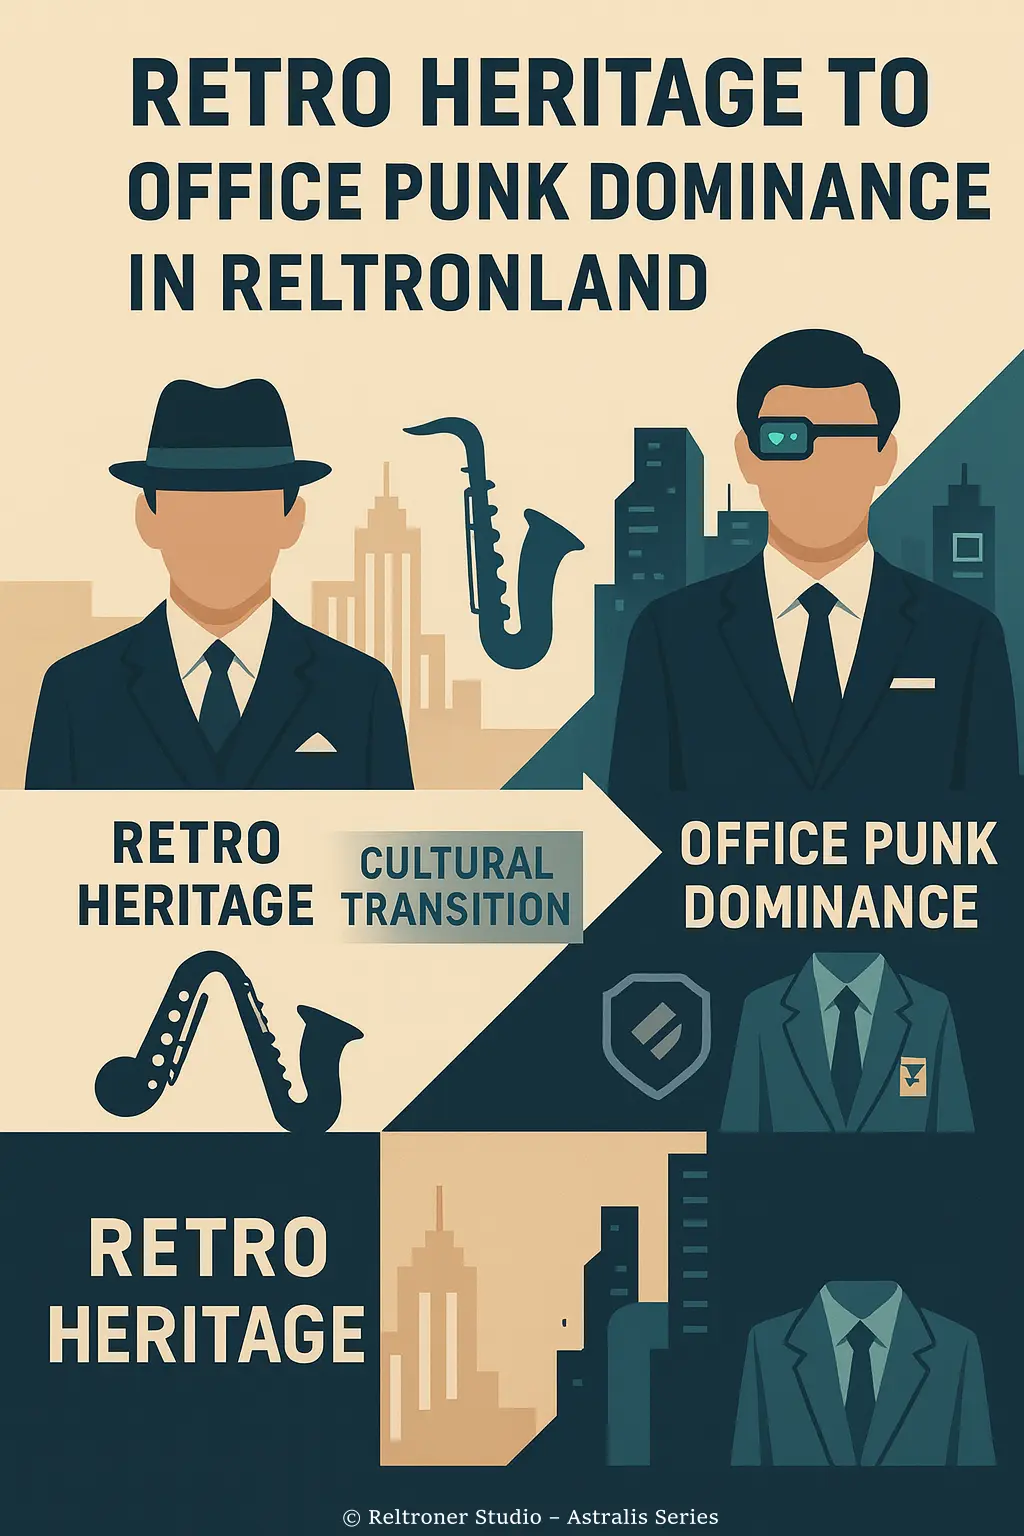 RETRO HERITAGE TO
OFFICE PUNK DOMINANCE
IN RELTRONLAND
RETRO
HERITAGE
CULTURAL
TRANSITION
OFFICE PUNK
DOMINANCE
RETRO
HERITAGE
© Reltroner Studio – Astralis Series